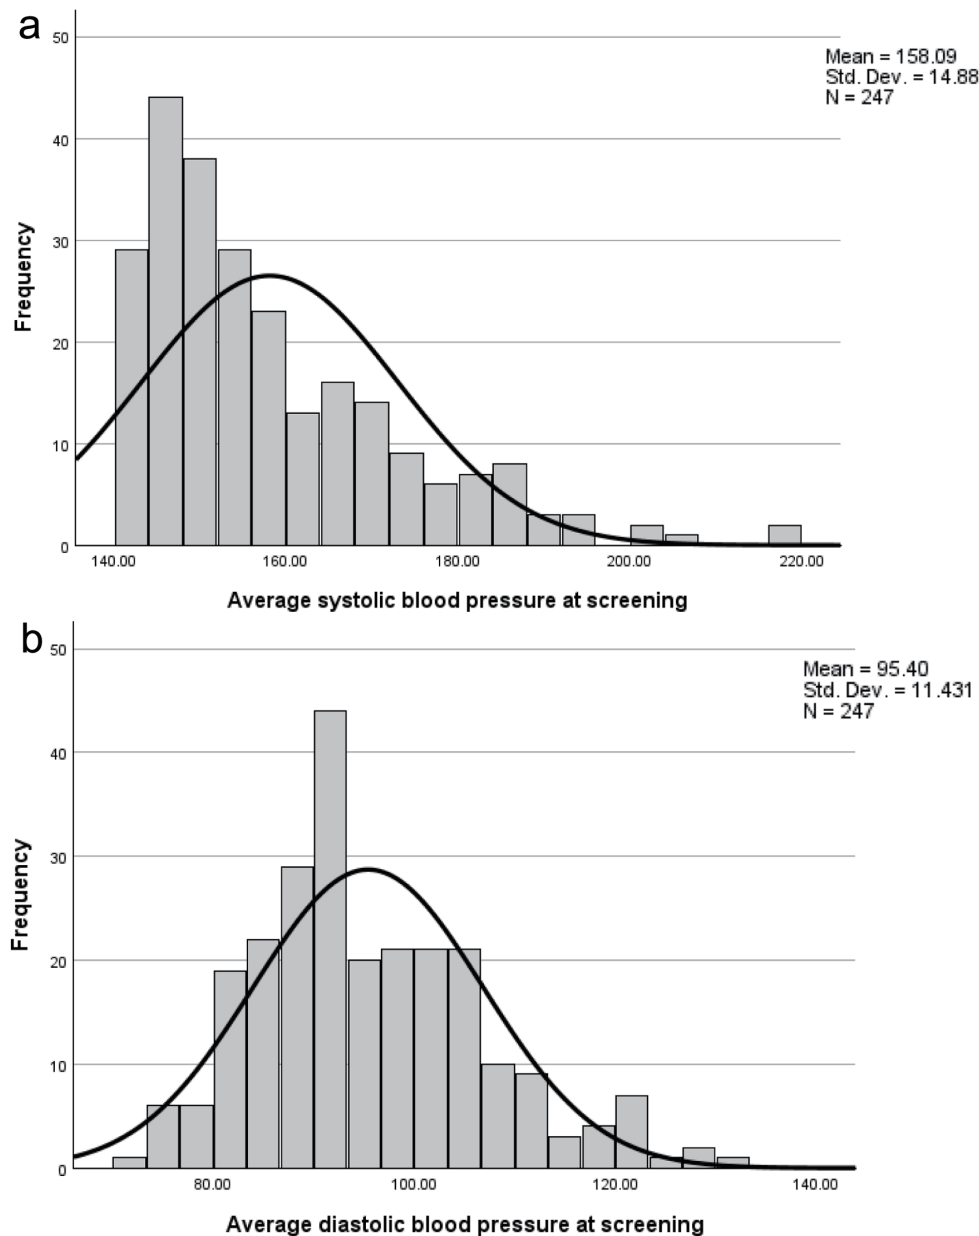 a
50
Mean = 158.09
Std. Dev. = 14.88
N = 247
40
30
20
10
0
Frequency
140.00 160.00 180.00 200.00 220.00
Average systolic blood pressure at screening
b
50
Mean = 95.40
Std. Dev. = 11.431
N = 247
40
30
20
10
0
Frequency
80.00 100.00 120.00 140.00
Average diastolic blood pressure at screening